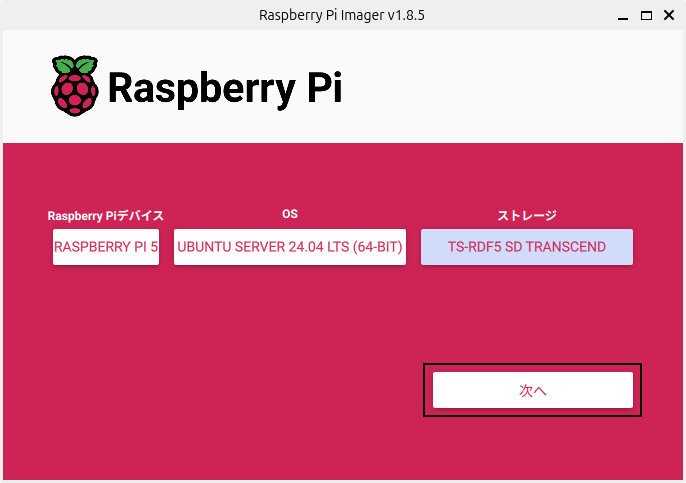 Raspberry Pi Imager v1.8.5
Raspberry Pi
Raspberry Piデバイス
OS
ストレージ
RASPBERRY PI 5
UBUNTU SERVER 24.04 LTS (64-BIT)
TS-RDF5 SD TRANSCEND
次へ